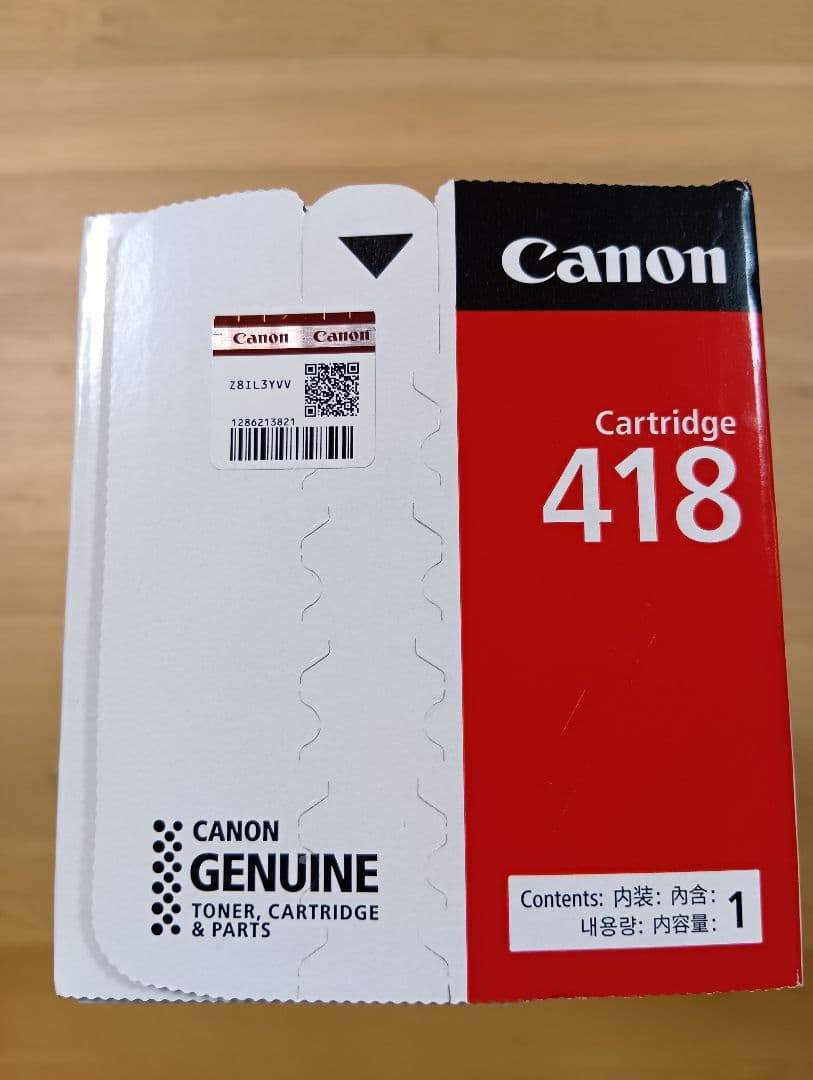 Canon
Cartridge
418
Canon Canon
Z8IL3YVV
1286213821
CANON
GENUINE
TONER, CARTRIDGE
& PARTS
Contents: 内装: 內含: 1
내용량: 内容量: